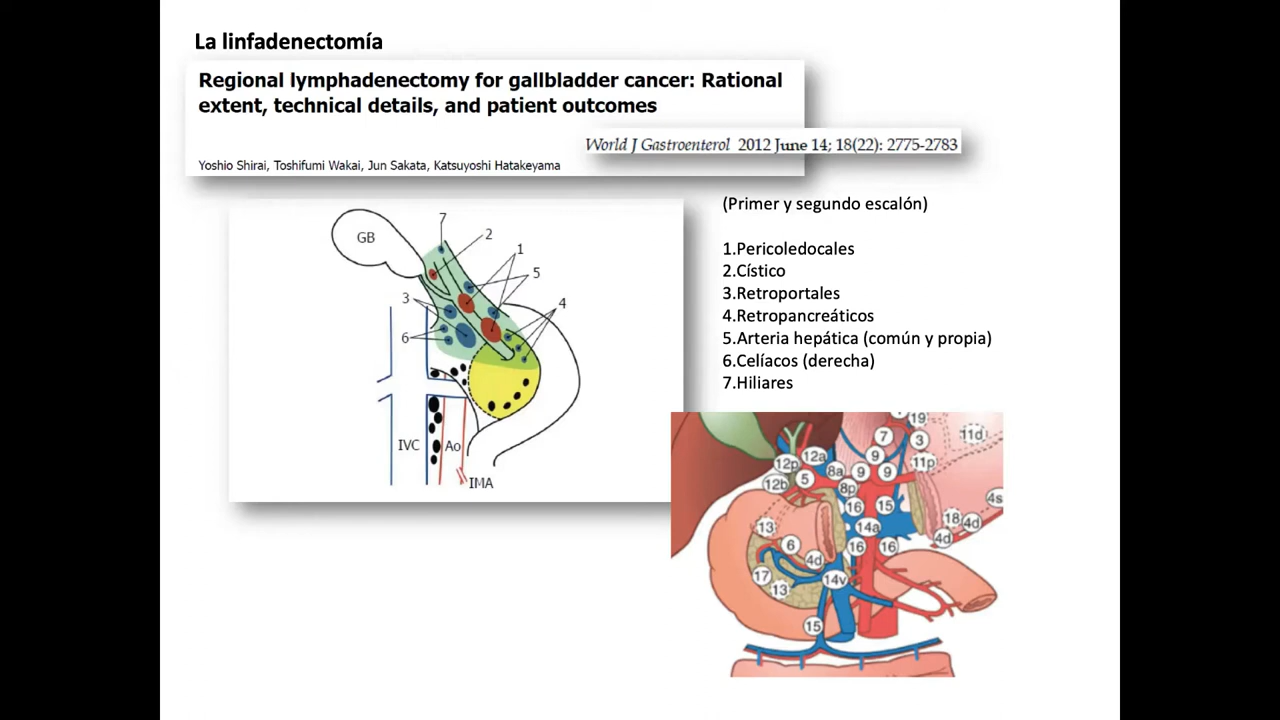 La linfadenectomía
Regional lymphadenectomy for gallbladder cancer: Rational
extent, technical details, and patient outcomes
World J Gastroenterol 2012 June 14; 18(22): 2775-2783
Yoshio Shirai, Toshifumi Wakai, Jun Sakata, Katsuyoshi Hatakeyama
(Primer y segundo escalón)
1.Pericoledocales
2.Cístico
3.Retroportales
4.Retropancreáticos
5.Arteria hepática (común y propia)
6.Celíacos (derecha)
7.Hiliares
7
GB
2
1
5
3
4
6
IVC
Ao
IMA
19
7
3
11d
12a
9
12p
8a
9
9
11p
5
12b
8p
4s
16
15
18
4d
13
14a
4d
6
16
16
4d
17
14v
13
15